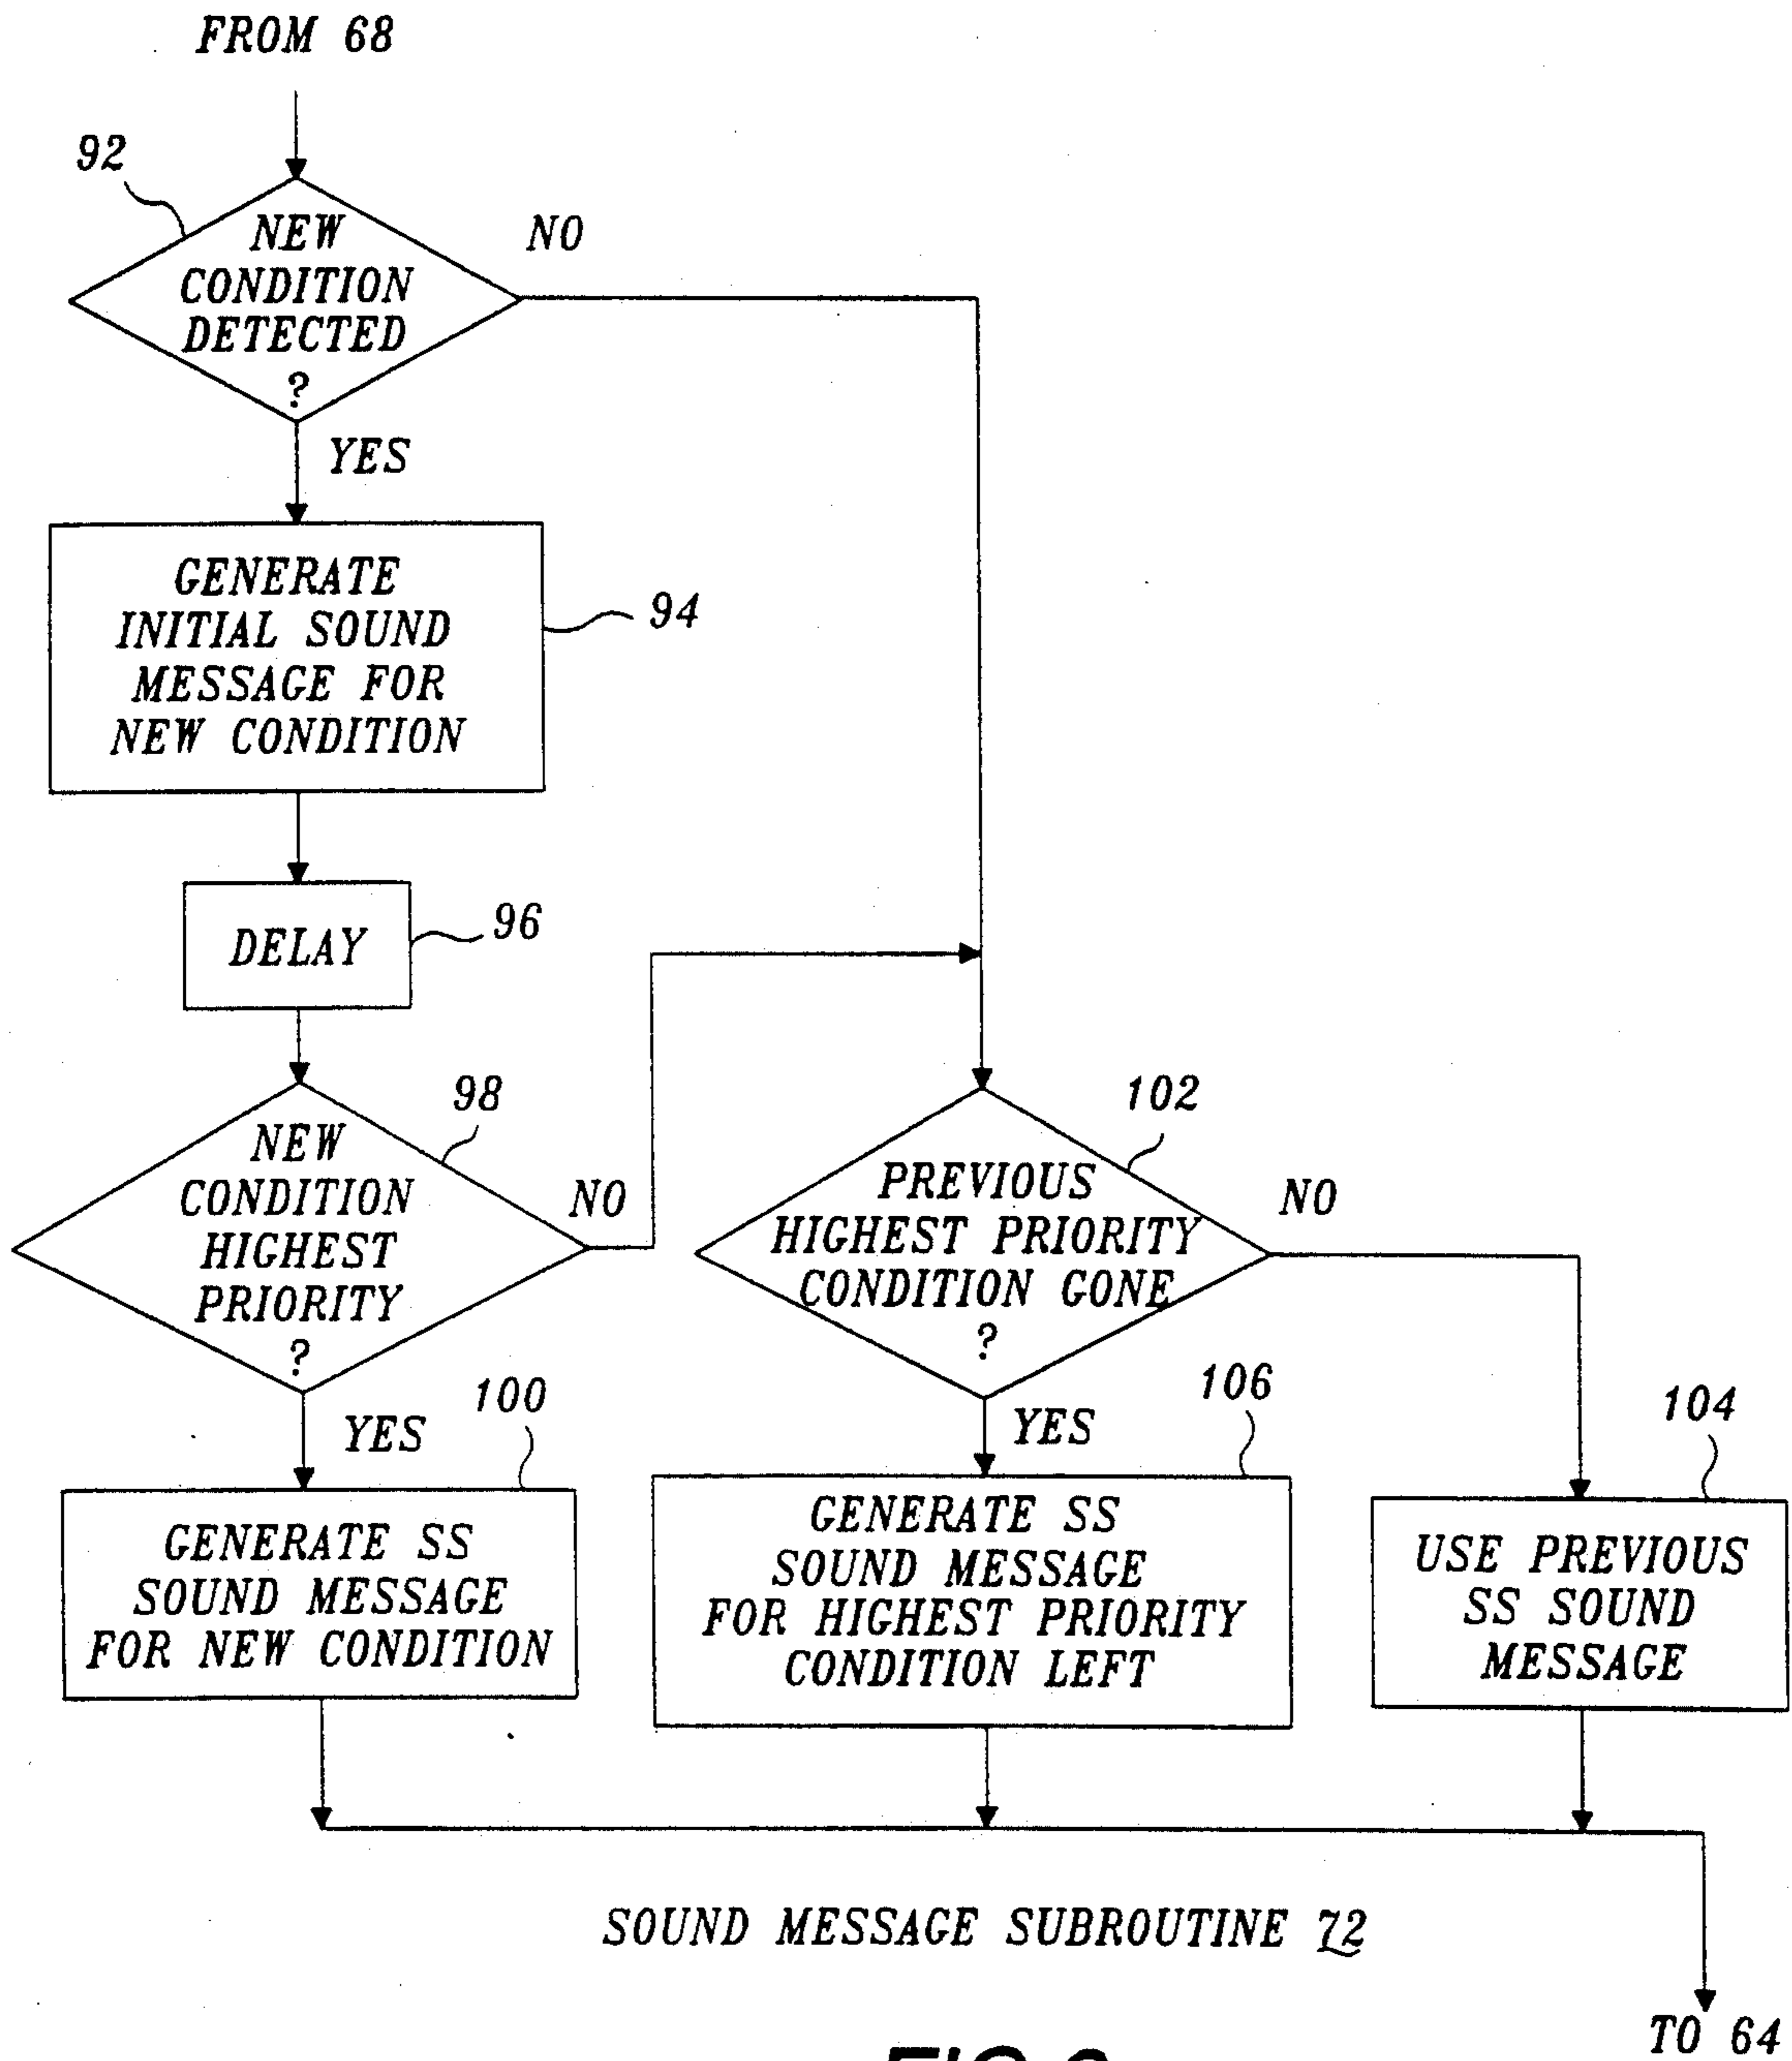 FROM 68
92
NEW
CONDITION
DETECTED
?
NO
YES
GENERATE
INITIAL SOUND
MESSAGE FOR
NEW CONDITION
94
DELAY
96
98
NEW
CONDITION
HIGHEST
PRIORITY
?
NO
YES
102
PREVIOUS
HIGHEST PRIORITY
CONDITION GONE
?
NO
YES
100
GENERATE SS
SOUND MESSAGE
FOR NEW CONDITION
106
GENERATE SS
SOUND MESSAGE
FOR HIGHEST PRIORITY
CONDITION LEFT
104
USE PREVIOUS
SS SOUND
MESSAGE
SOUND MESSAGE SUBROUTINE 72
TO 64